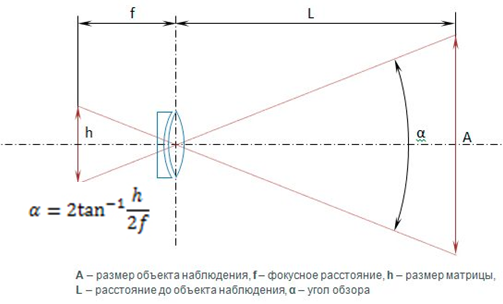 f L
h α A
α = 2tan⁻¹ h/2f
A – размер объекта наблюдения, f – фокусное расстояние, h – размер матрицы,
L – расстояние до объекта наблюдения, α – угол обзора